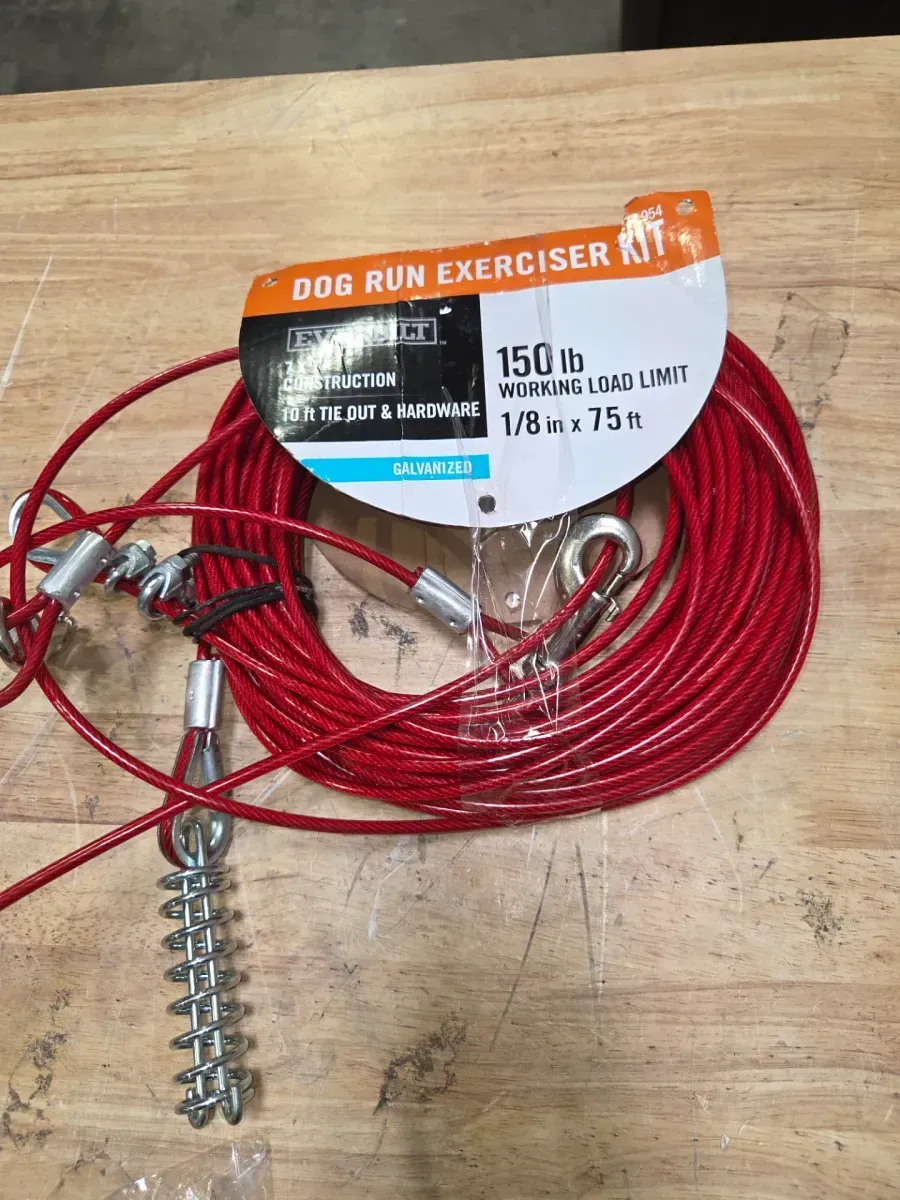 954
DOG RUN EXERCISER KIT
CONSTRUCTION
10 ft TIE OUT & HARDWARE
GALVANIZED
150 lb
WORKING LOAD LIMIT
1/8 in x 75 ft